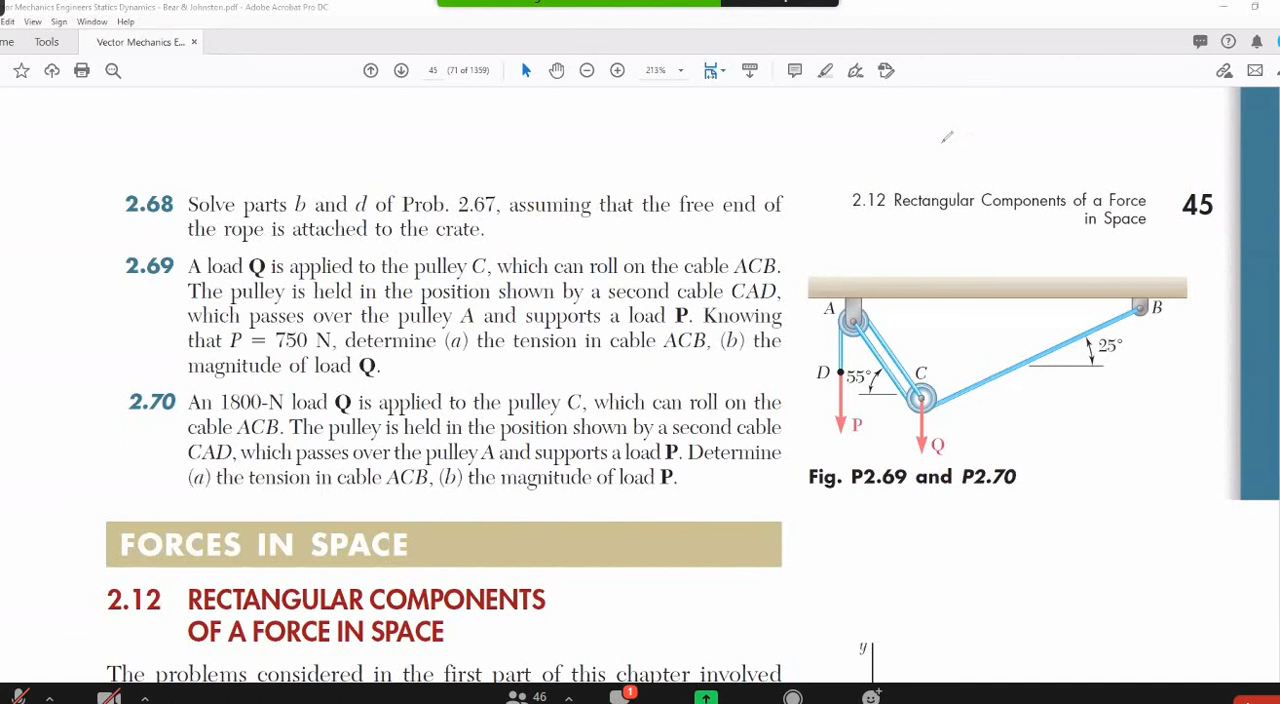 tor Mechanics Engineers Statics Dynamics - Bear & Johnston.pdf - Adobe Acrobat Pro DC
Edit View Sign Window Help
me Tools Vector Mechanics E... ×
45 (71 of 1359) 213%
2.68 Solve parts b and d of Prob. 2.67, assuming that the free end of
the rope is attached to the crate.
2.69 A load Q is applied to the pulley C, which can roll on the cable ACB.
The pulley is held in the position shown by a second cable CAD,
which passes over the pulley A and supports a load P. Knowing
that P = 750 N, determine (a) the tension in cable ACB, (b) the
magnitude of load Q.
2.70 An 1800-N load Q is applied to the pulley C, which can roll on the
cable ACB. The pulley is held in the position shown by a second cable
CAD, which passes over the pulley A and supports a load P. Determine
(a) the tension in cable ACB, (b) the magnitude of load P.
FORCES IN SPACE
2.12 RECTANGULAR COMPONENTS
OF A FORCE IN SPACE
The problems considered in the first part of this chapter involved
2.12 Rectangular Components of a Force
in Space
45
A
B
25°
D
55°
C
P
Q
Fig. P2.69 and P2.70
y
46
1